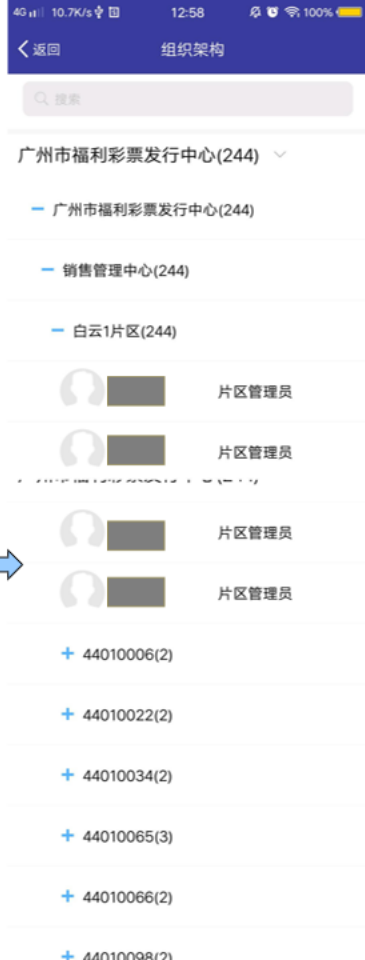 4G 10.7K/s 12:58 100%
返回 组织架构
搜索
广州市福利彩票发行中心(244)
广州市福利彩票发行中心(244)
销售管理中心(244)
白云1片区(244)
片区管理员
片区管理员
片区管理员
片区管理员
44010006(2)
44010022(2)
44010034(2)
44010065(3)
44010066(2)
44010098(2)